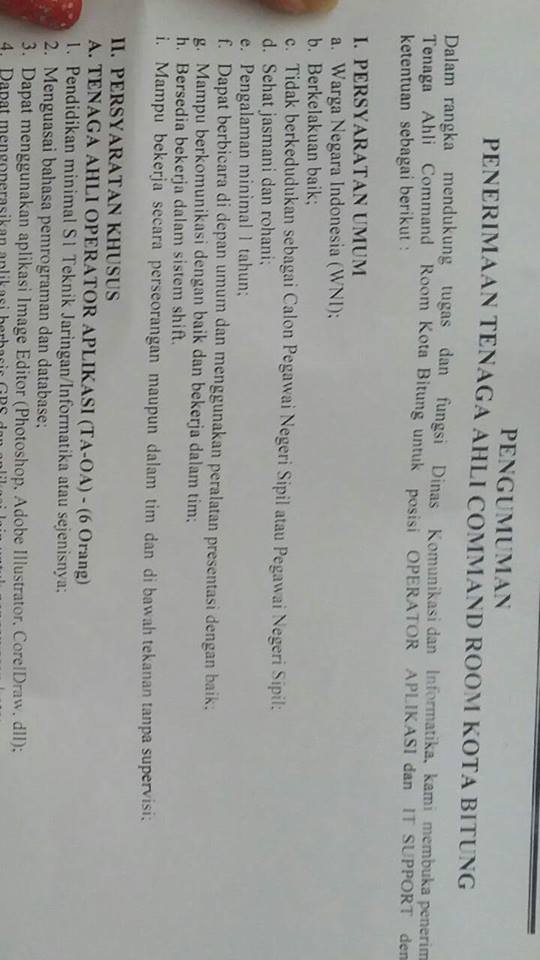 PENGUMUMAN
PENERIMAAN TENAGA AHLI COMMAND ROOM KOTA BITUNG
Dalam rangka mendukung tugas dan fungsi Dinas Komunikasi dan Informatika, kami membuka penerim
Tenaga Ahli Command Room Kota Bitung untuk posisi OPERATOR APLIKASI dan IT SUPPORT den
ketentuan sebagai berikut :
I. PERSYARATAN UMUM
a. Warga Negara Indonesia (WNI);
b. Berkelakuan baik;
c. Tidak berkedudukan sebagai Calon Pegawai Negeri Sipil atau Pegawai Negeri Sipil;
d. Sehat jasmani dan rohani;
e. Pengalaman minimal 1 tahun;
f. Dapat berbicara di depan umum dan menggunakan peralatan presentasi dengan baik;
g. Mampu berkomunikasi dengan baik dan bekerja dalam tim;
h. Bersedia bekerja dalam sistem shift.
i. Mampu bekerja secara perseorangan maupun dalam tim dan di bawah tekanan tanpa supervisi;
II. PERSYARATAN KHUSUS
A. TENAGA AHLI OPERATOR APLIKASI (TA-OA) - (6 Orang)
1. Pendidikan minimal S1 Teknik Jaringan/Informatika atau sejenisnya;
2. Menguasai bahasa pemrograman dan database;
3. Dapat menggunakan aplikasi Image Editor (Photoshop, Adobe Illustrator, CorelDraw, dll);
4. Dapat mengoperasikan aplikasi berbasis GPS dan aplikasi lain untuk